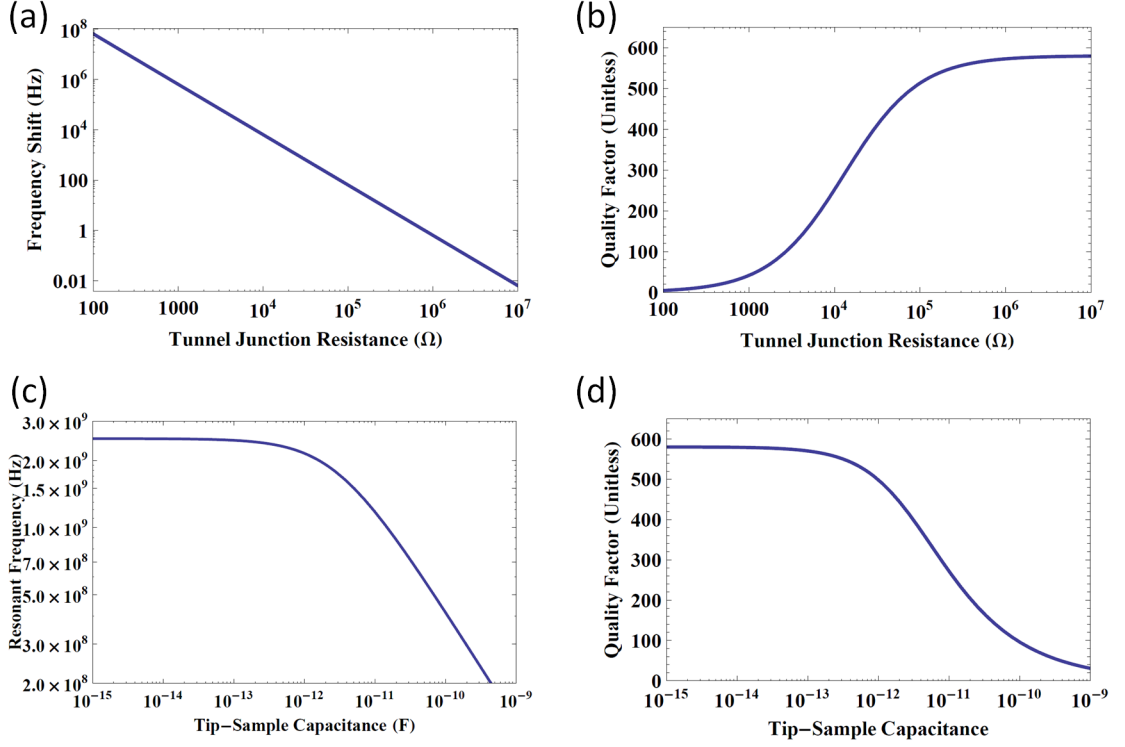 (a)
10^8
10^6
10^4
100
1
0.01
Frequency Shift (Hz)
100 1000 10^4 10^5 10^6 10^7
Tunnel Junction Resistance (Ω)
(b)
600
500
400
300
200
100
0
Quality Factor (Unitless)
100 1000 10^4 10^5 10^6 10^7
Tunnel Junction Resistance (Ω)
(c)
3.0 × 10^9
2.0 × 10^9
1.5 × 10^9
1.0 × 10^9
7.0 × 10^8
5.0 × 10^8
3.0 × 10^8
2.0 × 10^8
Resonant Frequency (Hz)
10^−15 10^−14 10^−13 10^−12 10^−11 10^−10 10^−9
Tip−Sample Capacitance (F)
(d)
600
500
400
300
200
100
0
Quality Factor (Unitless)
10^−15 10^−14 10^−13 10^−12 10^−11 10^−10 10^−9
Tip−Sample Capacitance